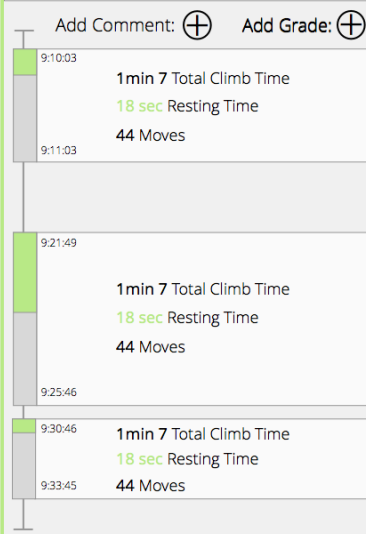 Add Comment: Add Grade:
9:10:03
1min 7 Total Climb Time
18 sec Resting Time
44 Moves
9:11:03
9:21:49
1min 7 Total Climb Time
18 sec Resting Time
44 Moves
9:25:46
9:30:46
1min 7 Total Climb Time
18 sec Resting Time
9:33:45 44 Moves